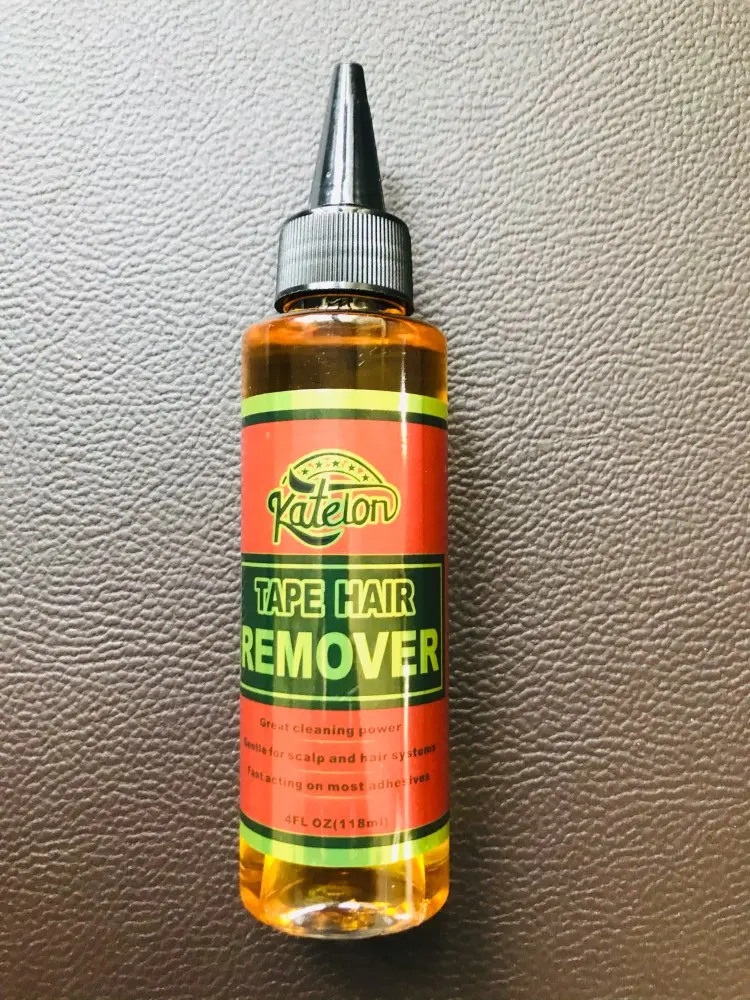 Katelon
TAPE HAIR
REMOVER
Great cleaning power
Gentle for scalp and hair systems
Fast acting on most adhesives
4FL OZ(118ml)